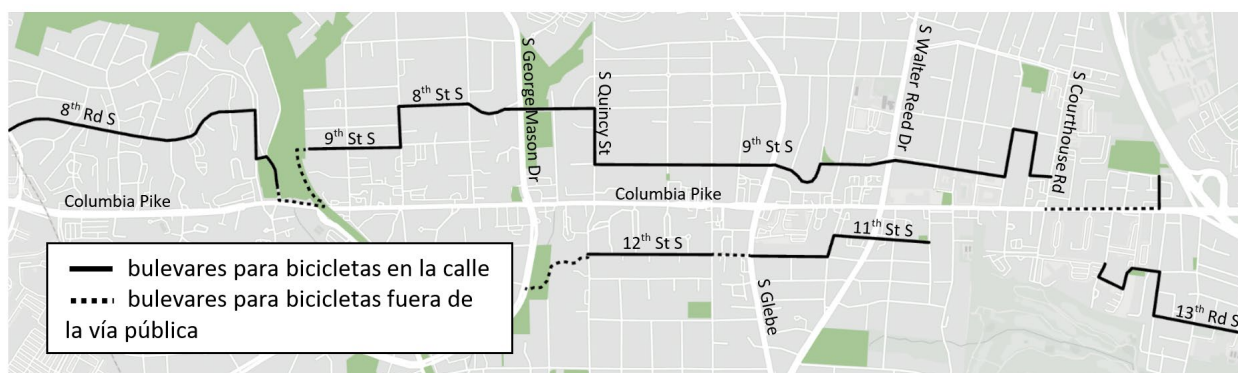 8th Rd S
9th St S
8th St S
S George Mason Dr
S Quincy St
9th St S
S Walter Reed Dr
S Courthouse Rd
Columbia Pike
Columbia Pike
12th St S
11th St S
S Glebe
13th Rd S
bulevares para bicicletas en la calle
bulevares para bicicletas fuera de
la vía pública